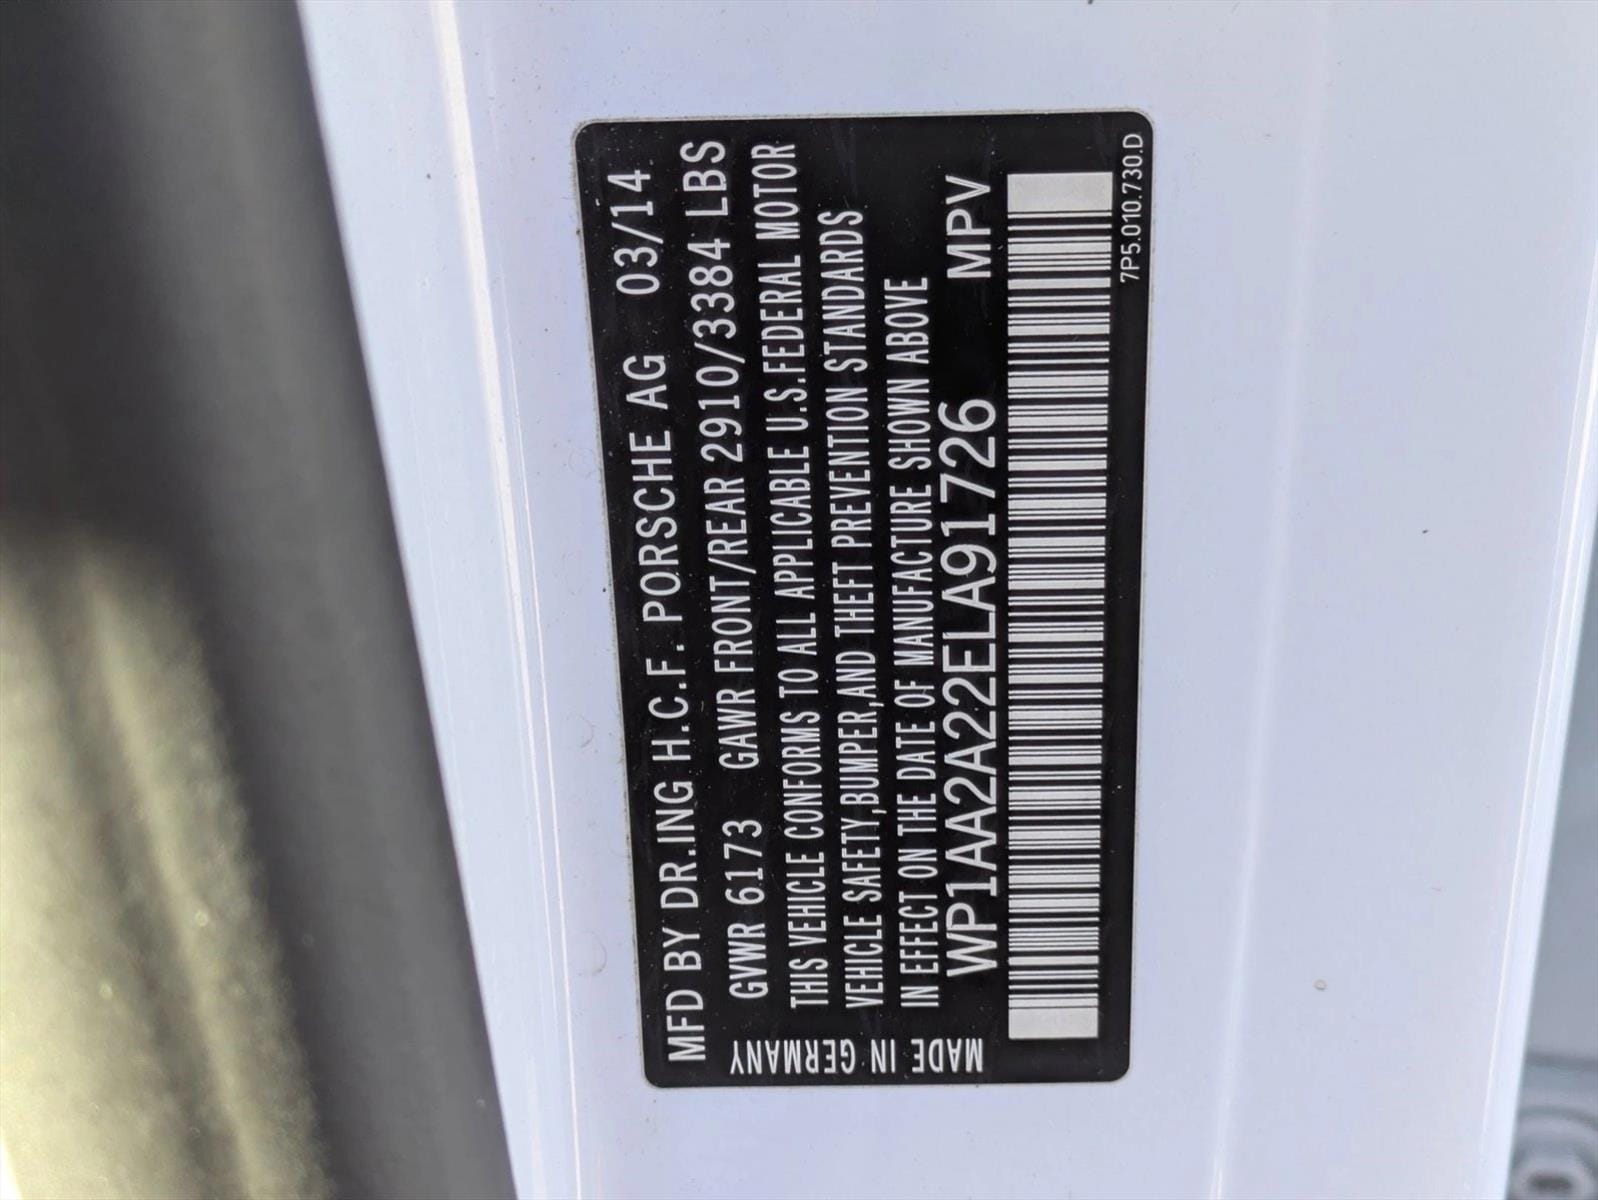 MFD BY DR.ING H.C.F. PORSCHE AG 03/14
GVWR 6173 GAWR FRONT/REAR 2910/3384 LBS
THIS VEHICLE CONFORMS TO ALL APPLICABLE U.S.FEDERAL MOTOR
VEHICLE SAFETY,BUMPER,AND THEFT PREVENTION STANDARDS
IN EFFECT ON THE DATE OF MANUFACTURE SHOWN ABOVE
WP1AA2A22ELA91726 MPV
7P5.010.730.D
MADE IN GERMANY